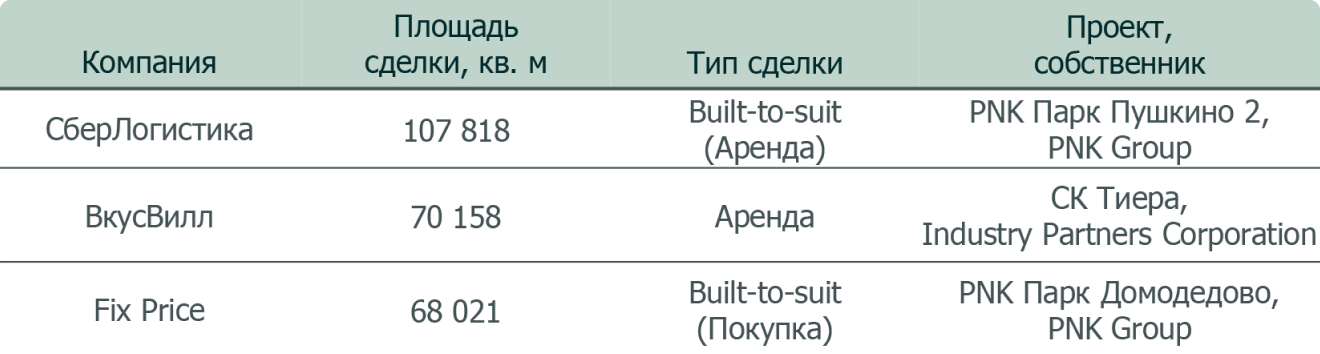 Компания
Площадь
сделки, кв. м
Тип сделки
Проект,
собственник
СберЛогистика
107 818
Built-to-suit
(Аренда)
PNK Парк Пушкино 2,
PNK Group
ВкусВилл
70 158
Аренда
СК Тиера,
Industry Partners Corporation
Fix Price
68 021
Built-to-suit
(Покупка)
PNK Парк Домодедово,
PNK Group